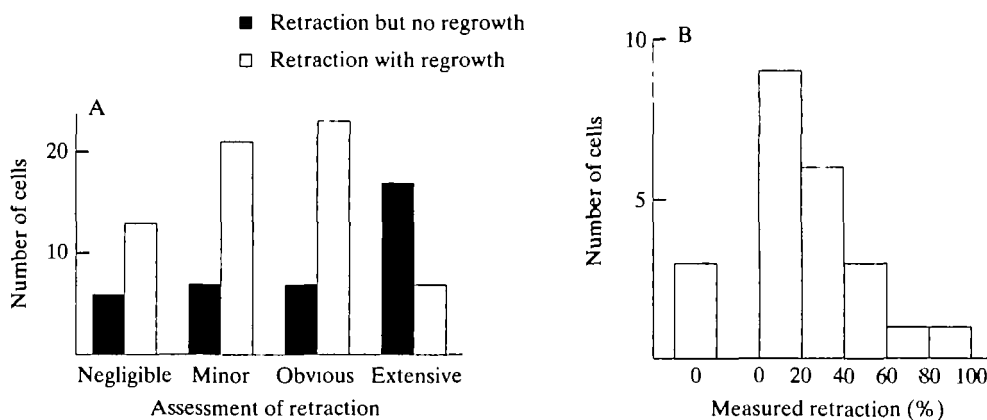 Retraction but no regrowth
Retraction with regrowth
A
20
10
Number of cells
Negligible Minor Obvious Extensive
Assessment of retraction
B
10
5
Number of cells
0 0 20 40 60 80 100
Measured retraction (%)